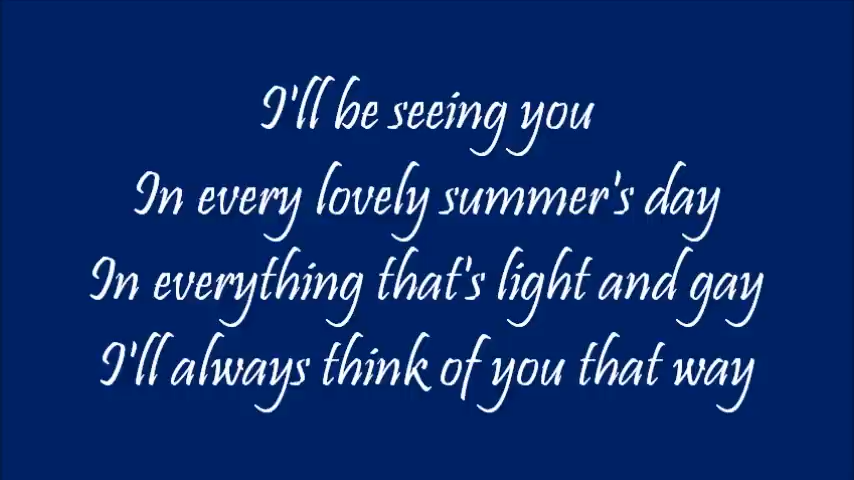 I'll be seeing you
In every lovely summer's day
In everything that's light and gay
I'll always think of you that way